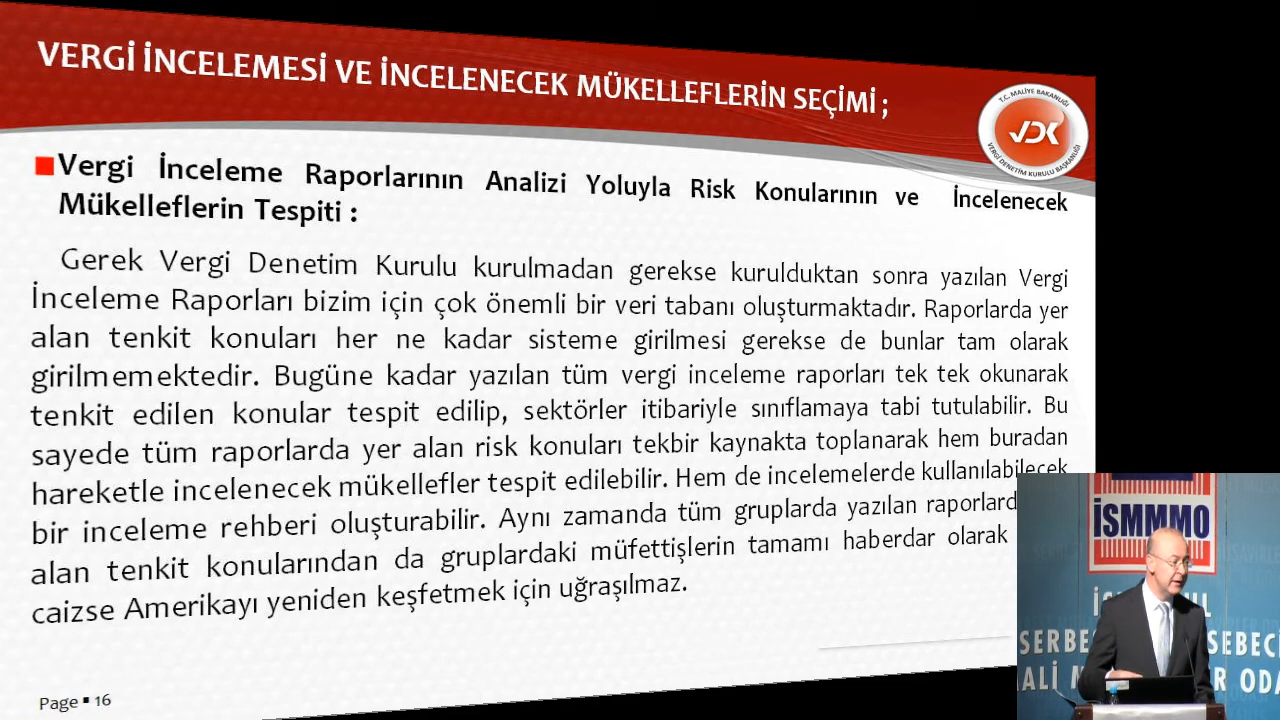 VERGİ İNCELEMESİ VE İNCELENECEK MÜKELLEFLERİN SEÇİMİ ;
T.C. MALİYE BAKANLIĞI
VDK
VERGİ DENETİM KURULU BAŞKANLIĞI
Vergi İnceleme Raporlarının Analizi Yoluyla Risk Konularının ve İncelenecek
Mükelleflerin Tespiti :
Gerek Vergi Denetim Kurulu kurulmadan gerekse kurulduktan sonra yazılan Vergi
İnceleme Raporları bizim için çok önemli bir veri tabanı oluşturmaktadır. Raporlarda yer
alan tenkit konuları her ne kadar sisteme girilmesi gerekse de bunlar tam olarak
girilmemektedir. Bugüne kadar yazılan tüm vergi inceleme raporları tek tek okunarak
tenkit edilen konular tespit edilip, sektörler itibariyle sınıflamaya tabi tutulabilir. Bu
sayede tüm raporlarda yer alan risk konuları tekbir kaynakta toplanarak hem buradan
hareketle incelenecek mükellefler tespit edilebilir. Hem de incelemelerde kullanılabilecek
bir inceleme rehberi oluşturabilir. Aynı zamanda tüm gruplarda yazılan raporlard
alan tenkit konularından da gruplardaki müfettişlerin tamamı haberdar olarak
caizse Amerikayı yeniden keşfetmek için uğraşılmaz.
Page 16
İSMMMO